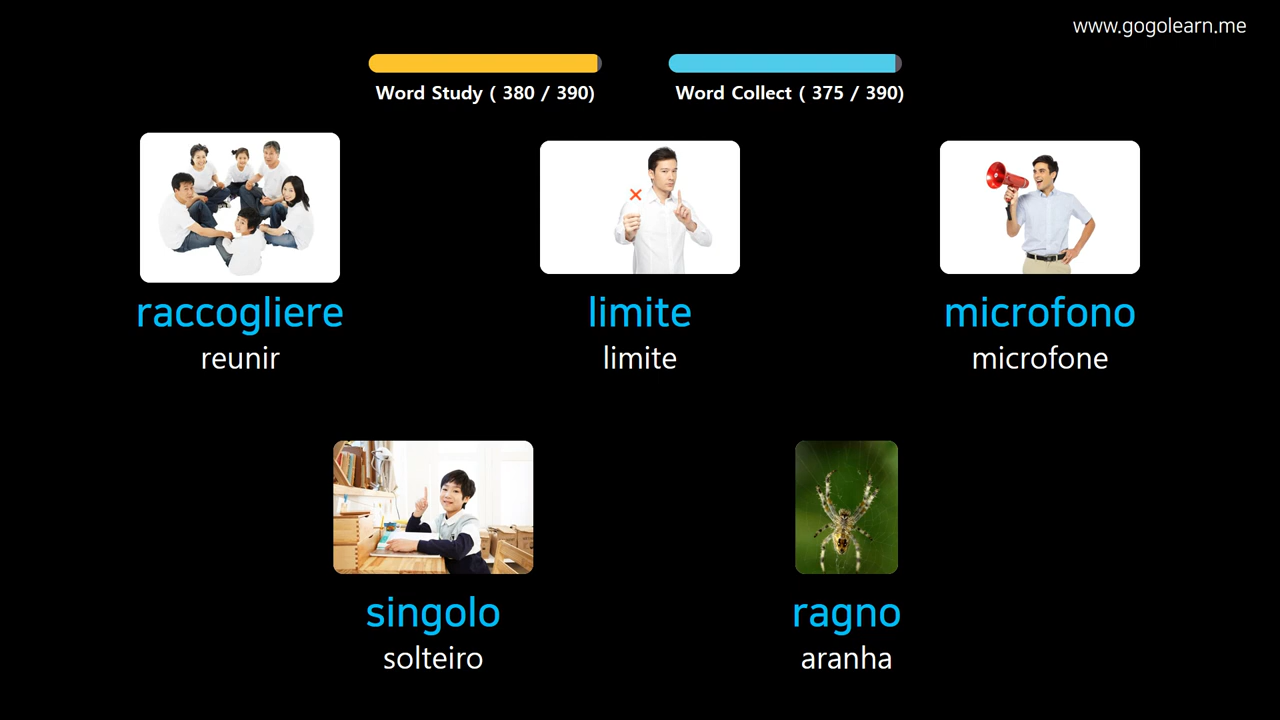 www.gogolearn.me
Word Study ( 380 / 390)
Word Collect ( 375 / 390)
raccogliere
reunir
limite
limite
microfono
microfone
singolo
solteiro
ragno
aranha